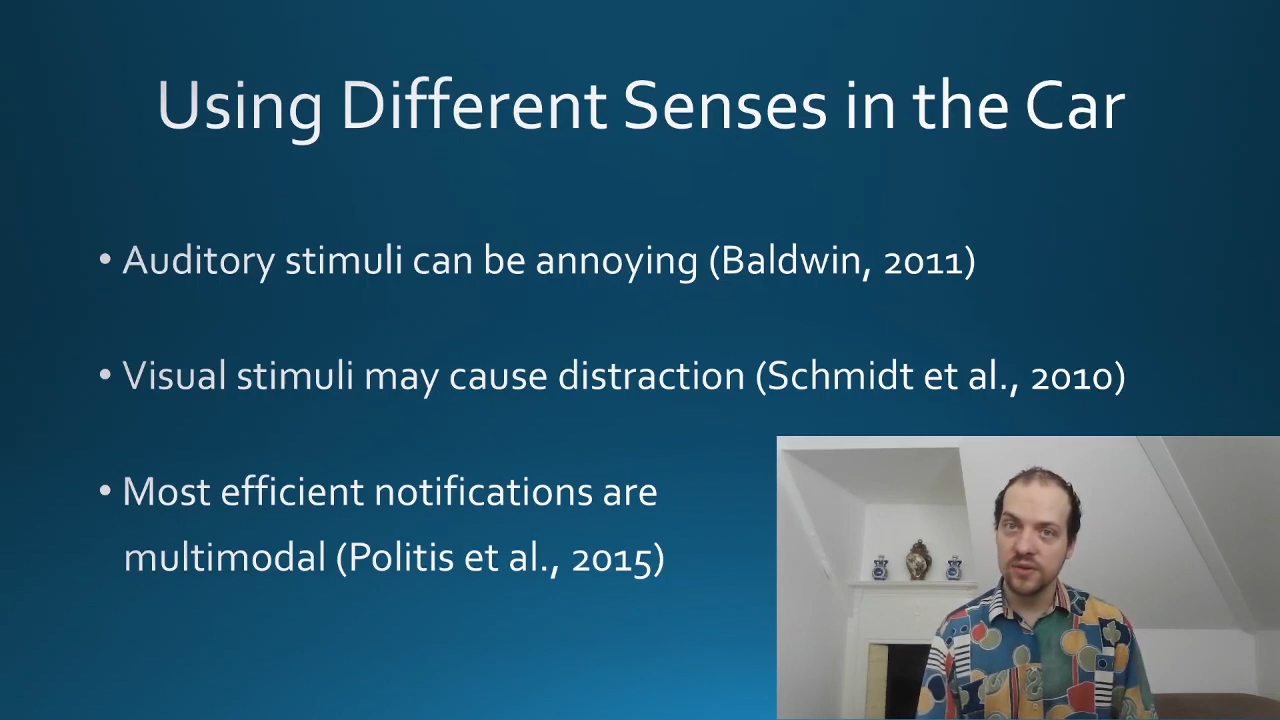 Using Different Senses in the Car
• Auditory stimuli can be annoying (Baldwin, 2011)
• Visual stimuli may cause distraction (Schmidt et al., 2010)
• Most efficient notifications are
multimodal (Politis et al., 2015)